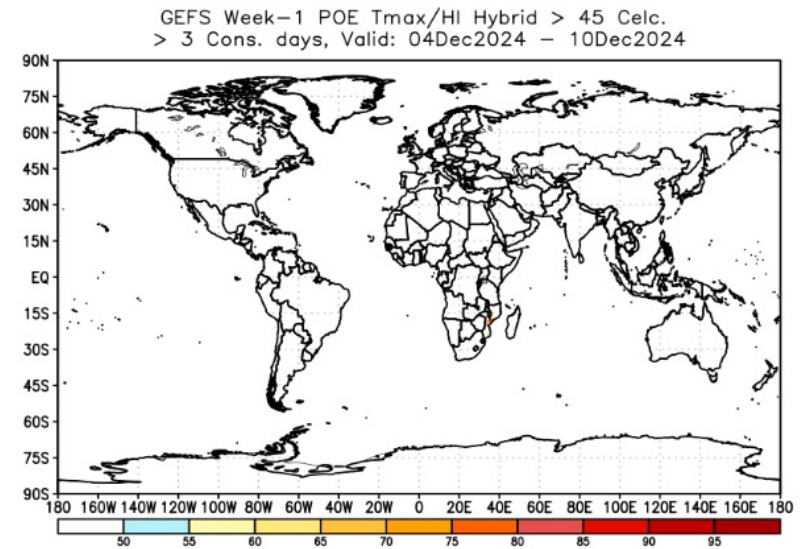 GEFS Week-1 POE Tmax/HI Hybrid > 45 Celc.
> 3 Cons. days, Valid: 04Dec2024 – 10Dec2024
90N
75N
60N
45N
30N
15N
EQ
15S
30S
45S
60S
75S
90S
180 160W 140W 120W 100W 80W 60W 40W 20W 0 20E 40E 60E 80E 100E 120E 140E 160E 180
50 55 60 65 70 75 80 85 90 95